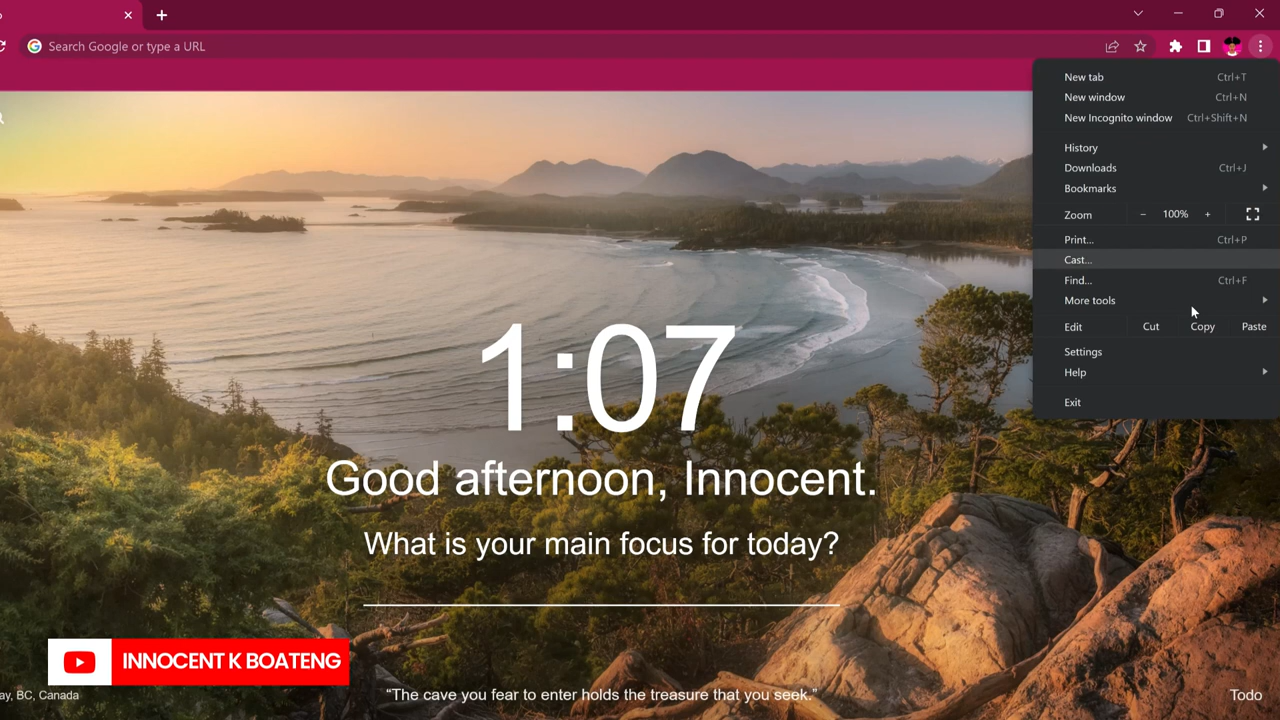 Search Google or type a URL
New tab Ctrl+T
New window Ctrl+N
New Incognito window Ctrl+Shift+N
History
Downloads Ctrl+J
Bookmarks
Zoom − 100% +
Print... Ctrl+P
Cast...
Find... Ctrl+F
More tools
Edit Cut Copy Paste
Settings
Help
Exit
1:07
Good afternoon, Innocent.
What is your main focus for today?
INNOCENT K BOATENG
ay, BC, Canada
“The cave you fear to enter holds the treasure that you seek.”
Todo